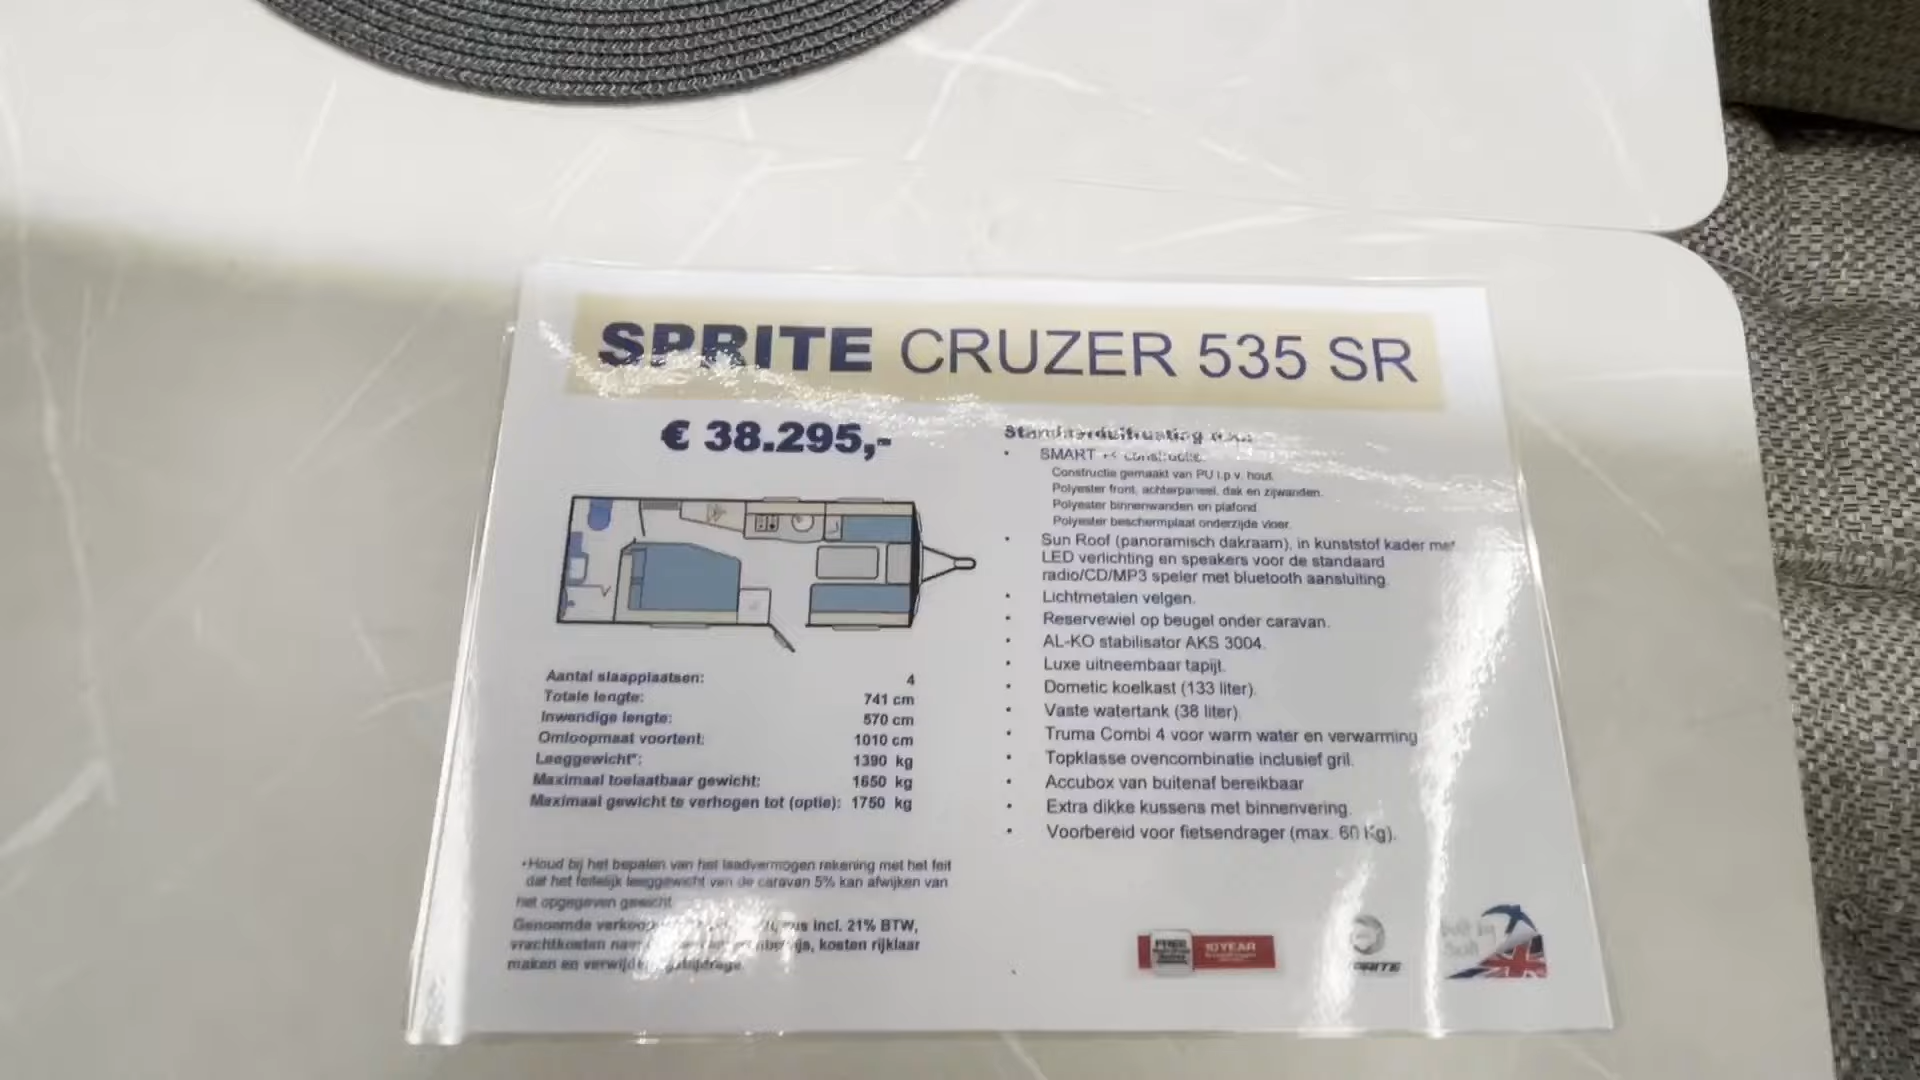 SPRITE CRUZER 535 SR
€ 38.295,-
Aantal slaapplaatsen: 4
Totale lengte: 741 cm
Inwendige lengte: 570 cm
Omloopmaat voortent: 1010 cm
Leeggewicht*: 1390 kg
Maximaal toelaatbaar gewicht: 1650 kg
Maximaal gewicht te verhogen tot (optie): 1750 kg
*Houd bij het bepalen van het laadvermogen rekening met het feit
dat het feitelijk leeggewicht van de caravan 5% kan afwijken van
het opgegeven gewicht.
Genoemde incl. 21% BTW,
vrachtkosten kosten rijklaar
maken en
Standaarduitrusting
• SMART constructie
Constructie gemaakt van PU i.p.v. hout.
Polyester front, achterpaneel, dak en zijwanden.
Polyester binnenwanden en plafond
Polyester beschermplaat onderzijde vloer.
• Sun Roof (panoramisch dakraam), in kunststof kader met
LED verlichting en speakers voor de standaard
radio/CD/MP3 speler met bluetooth aansluiting.
• Lichtmetalen velgen.
• Reservewiel op beugel onder caravan.
• AL-KO stabilisator AKS 3004.
• Luxe uitneembaar tapijt.
• Dometic koelkast (133 liter).
• Vaste watertank (38 liter).
• Truma Combi 4 voor warm water en verwarming
• Topklasse ovencombinatie inclusief gril.
• Accubox van buitenaf bereikbaar
• Extra dikke kussens met binnenvering.
• Voorbereid voor fietsendrager (max. 60 Kg).
FREE
10 YEAR
SPRITE